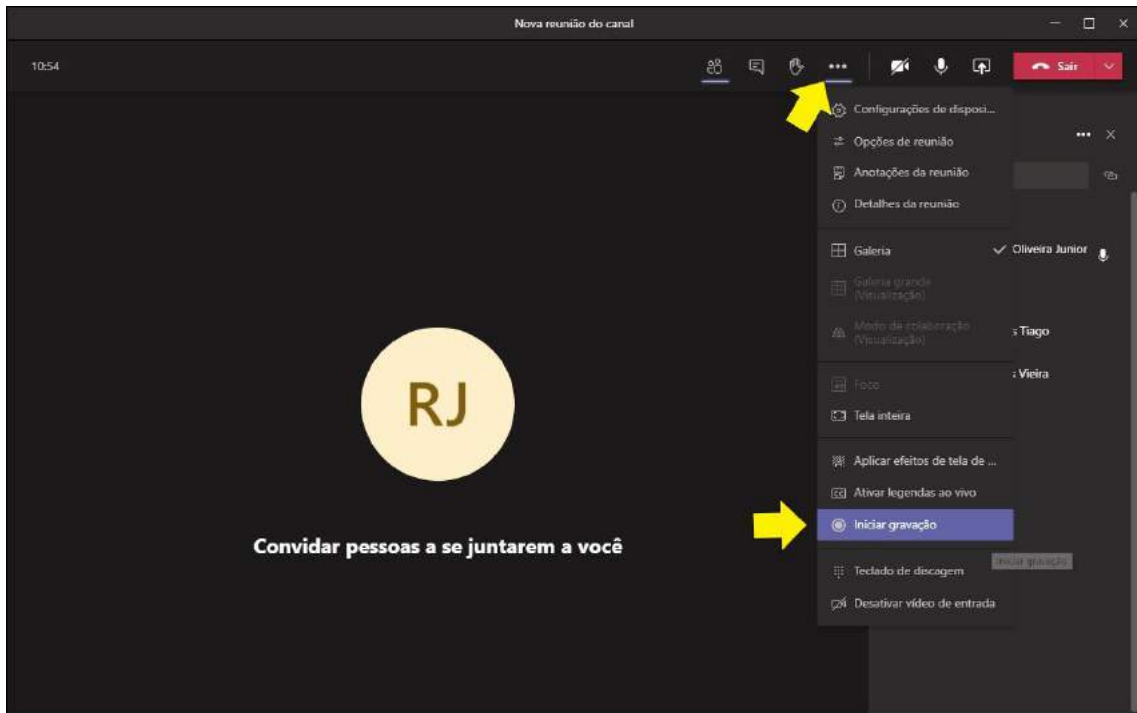 Nova reunião do canal
10:54
Sair
Configurações de disposi...
Opções de reunião
Anotações da reunião
Detalhes da reunião
Galeria
Oliveira Junior
Galeria grande
(Visualização)
Modo de colaboração
(Visualização)
s Tiago
s Vieira
Foco
Tela inteira
RJ
Aplicar efeitos de tela de ...
CC Ativar legendas ao vivo
Iniciar gravação
Convidar pessoas a se juntarem a você
Iniciar gravação
Teclado de discagem
Desativar vídeo de entrada